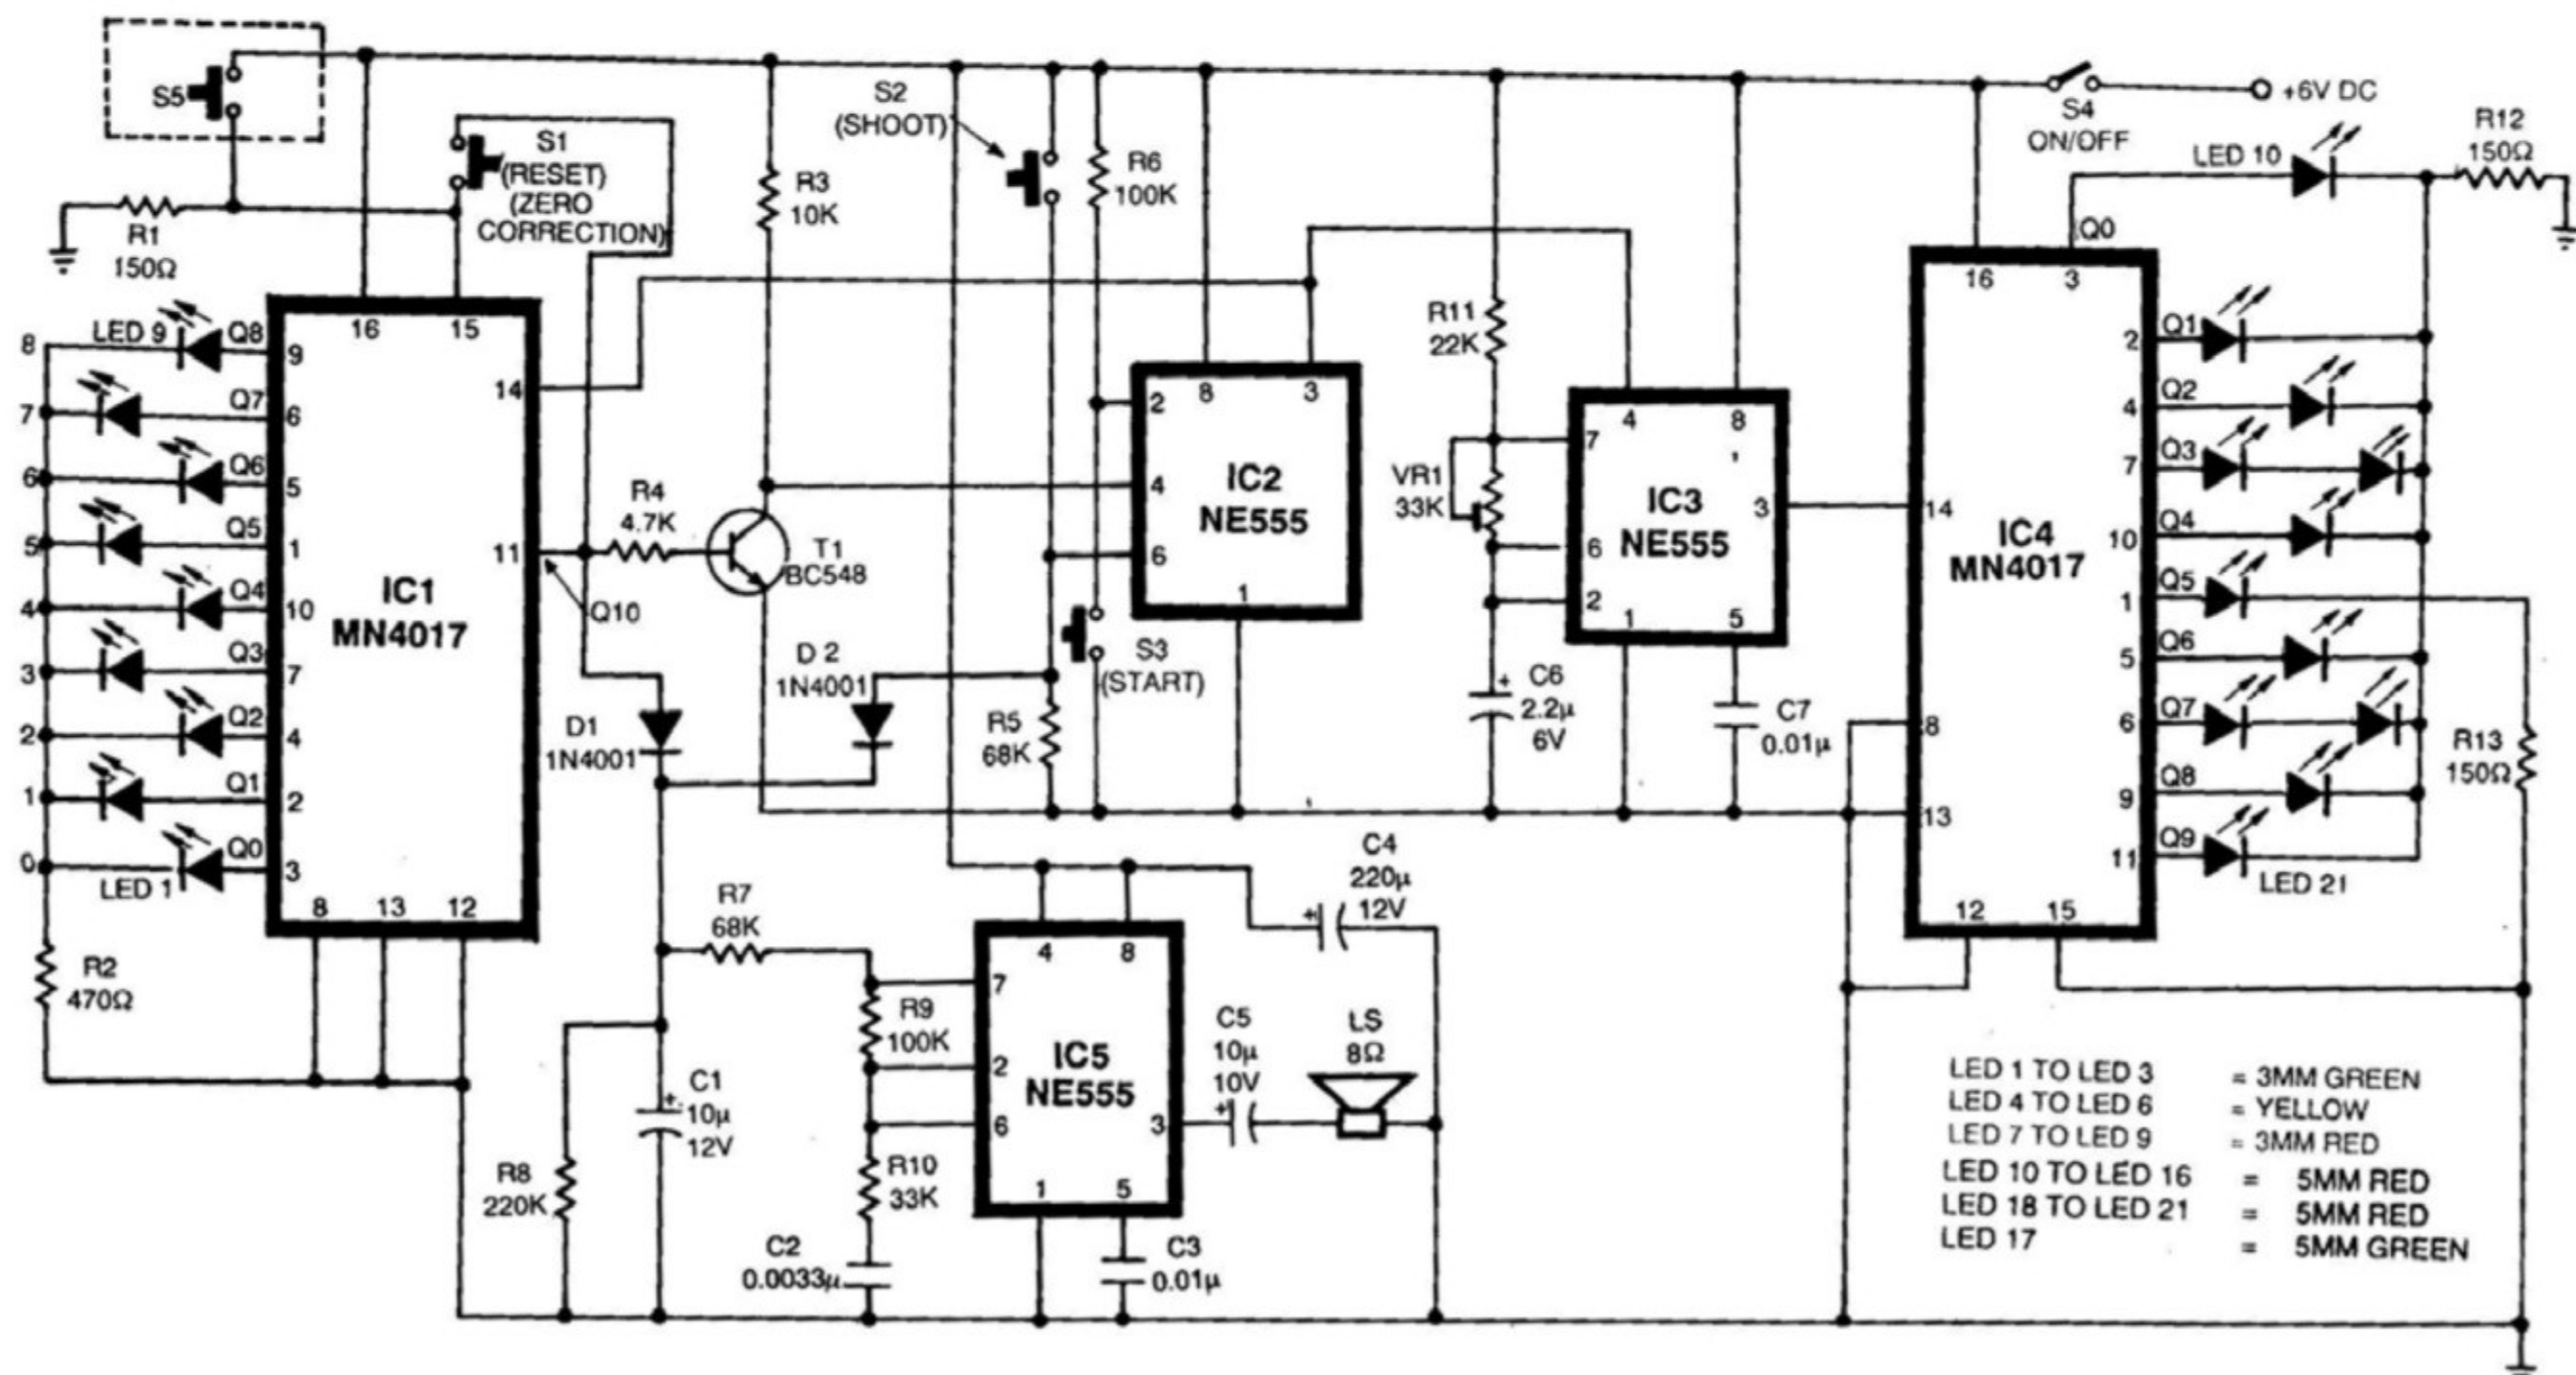 S5
S1
(RESET)
(ZERO
CORRECTION)
R1
150Ω
S2
(SHOOT)
R3
10K
R6
100K
S4
ON/OFF
+6V DC
LED 10
R12
150Ω
8
LED 9
Q8
9
7
Q7
6
6
Q6
5
5
Q5
1
4
Q4
10
3
Q3
7
2
Q2
4
1
Q1
2
0
Q0
3
LED 1
16
15
14
11
IC1
MN4017
8
13
12
R2
470Ω
Q10
R4
4.7K
T1
BC548
D1
1N4001
D 2
1N4001
R5
68K
S3
(START)
2
8
3
4
6
1
IC2
NE555
R11
22K
VR1
33K
7
4
8
6
2
3
1
5
IC3
NE555
C6
+
2.2µ
6V
C7
0.01µ
16
3
Q0
14
8
13
12
15
IC4
MN4017
2
Q1
4
Q2
7
Q3
10
Q4
1
Q5
5
Q6
6
Q7
9
Q8
11
Q9
LED 21
R13
150Ω
R7
68K
R9
100K
R10
33K
C2
0.0033µ
R8
220K
C1
+
10µ
12V
4
8
7
2
6
3
1
5
IC5
NE555
C3
0.01µ
C4
220µ
12V
+
C5
10µ
10V
+
LS
8Ω
LED 1 TO LED 3 = 3MM GREEN
LED 4 TO LED 6 = YELLOW
LED 7 TO LED 9 = 3MM RED
LED 10 TO LED 16 = 5MM RED
LED 18 TO LED 21 = 5MM RED
LED 17 = 5MM GREEN